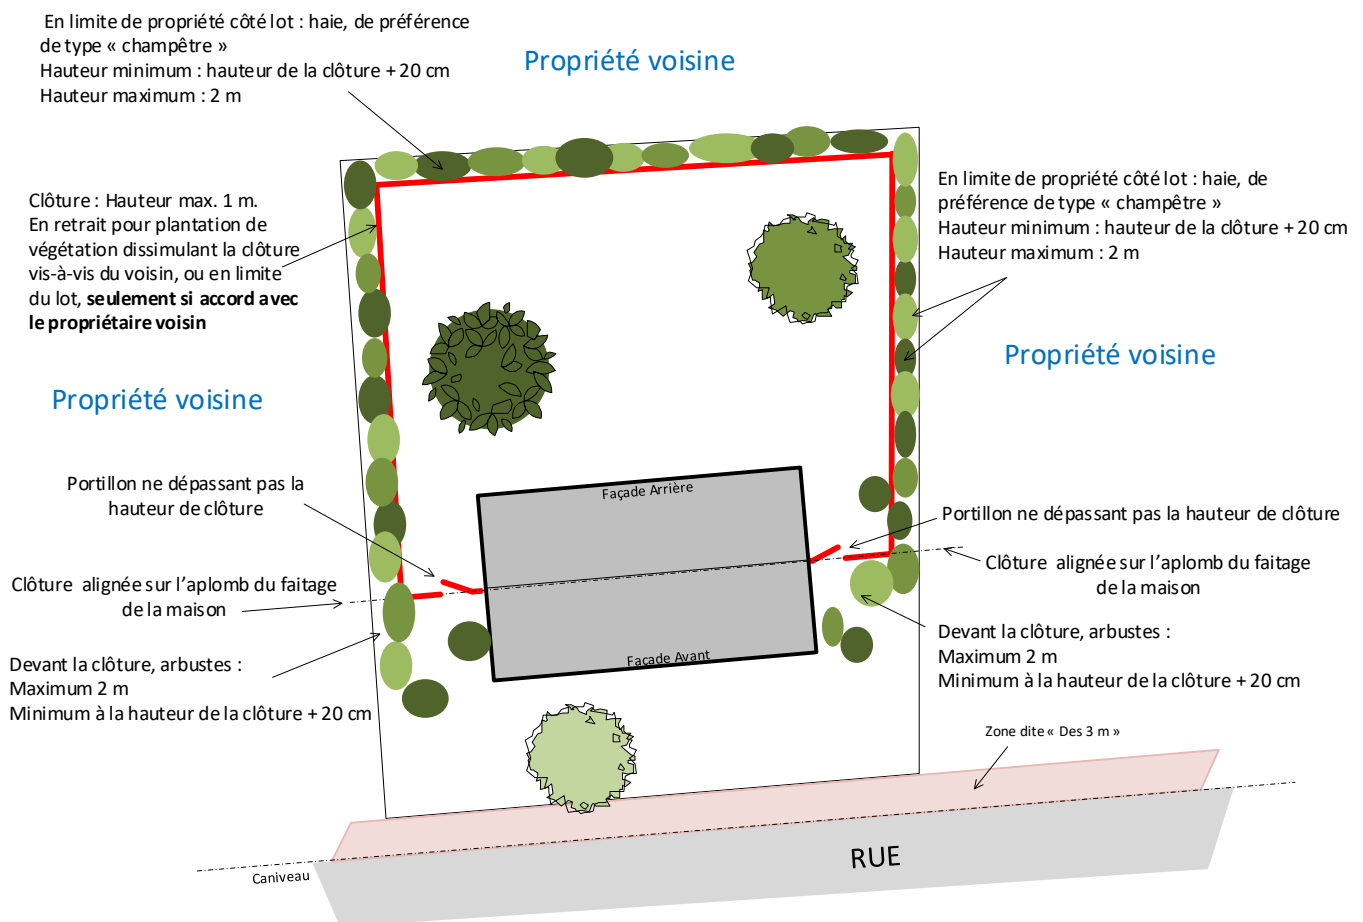 En limite de propriété côté lot : haie, de préférence
de type « champêtre »
Hauteur minimum : hauteur de la clôture + 20 cm
Hauteur maximum : 2 m
Propriété voisine
Clôture : Hauteur max. 1 m.
En retrait pour plantation de
végétation dissimulant la clôture
vis-à-vis du voisin, ou en limite
du lot, seulement si accord avec
le propriétaire voisin
En limite de propriété côté lot : haie, de
préférence de type « champêtre »
Hauteur minimum : hauteur de la clôture + 20 cm
Hauteur maximum : 2 m
Propriété voisine
Propriété voisine
Portillon ne dépassant pas la
hauteur de clôture
Façade Arrière
Portillon ne dépassant pas la hauteur de clôture
Clôture alignée sur l'aplomb du faitage
de la maison
Clôture alignée sur l'aplomb du faitage
de la maison
Devant la clôture, arbustes :
Maximum 2 m
Minimum à la hauteur de la clôture + 20 cm
Façade Avant
Devant la clôture, arbustes :
Maximum 2 m
Minimum à la hauteur de la clôture + 20 cm
Zone dite « Des 3 m »
RUE
Caniveau